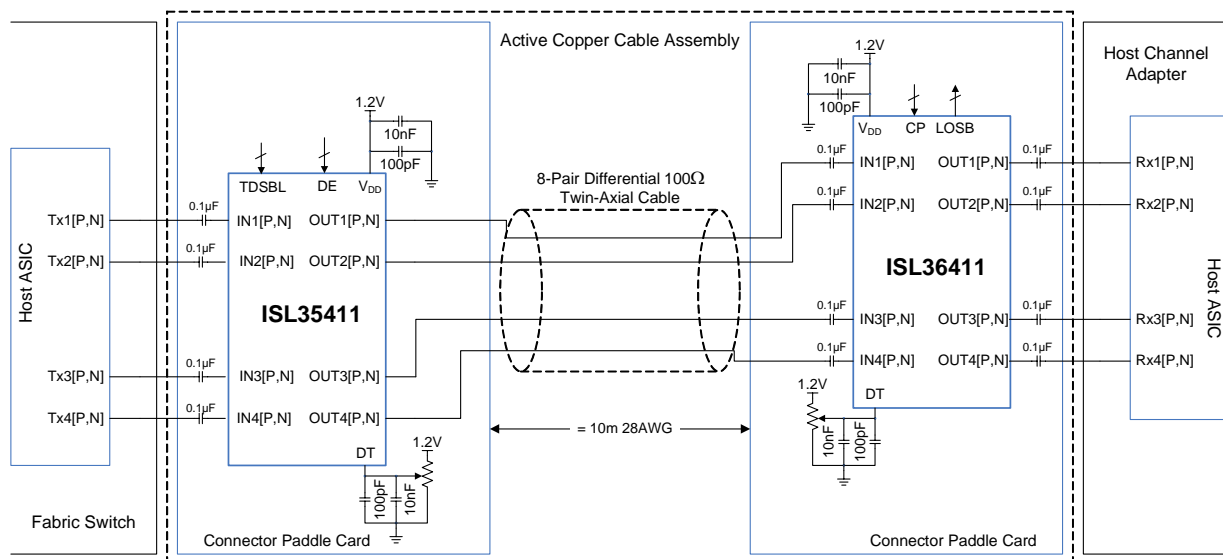 Active Copper Cable Assembly
Fabric Switch
Host ASIC
Tx1[P,N]
Tx2[P,N]
Tx3[P,N]
Tx4[P,N]
0.1µF
0.1µF
0.1µF
0.1µF
1.2V
10nF
100pF
TDSBL DE VDD
IN1[P,N] OUT1[P,N]
IN2[P,N] OUT2[P,N]
ISL35411
IN3[P,N] OUT3[P,N]
IN4[P,N] OUT4[P,N]
DT
1.2V
100pF
10nF
Connector Paddle Card
8-Pair Differential 100Ω
Twin-Axial Cable
= 10m 28AWG
1.2V
10nF
100pF
VDD CP LOSB
0.1µF
0.1µF
0.1µF
0.1µF
IN1[P,N] OUT1[P,N]
IN2[P,N] OUT2[P,N]
ISL36411
IN3[P,N] OUT3[P,N]
IN4[P,N] OUT4[P,N]
DT
1.2V
10nF
100pF
0.1µF
0.1µF
0.1µF
0.1µF
Connector Paddle Card
Host Channel
Adapter
Rx1[P,N]
Rx2[P,N]
Rx3[P,N]
Rx4[P,N]
Host ASIC